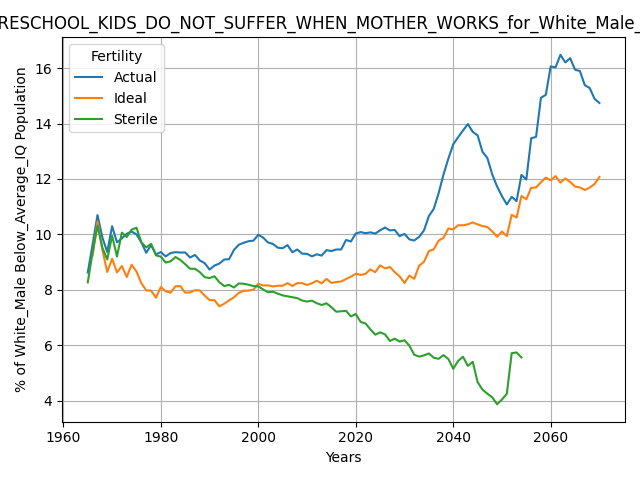 RESCHOOL_KIDS_DO_NOT_SUFFER_WHEN_MOTHER_WORKS_for_White_Male_
Fertility
Actual
Ideal
Sterile
% of White_Male Below_Average_IQ Population
16
14
12
10
8
6
4
1960
1980
2000
2020
2040
2060
Years